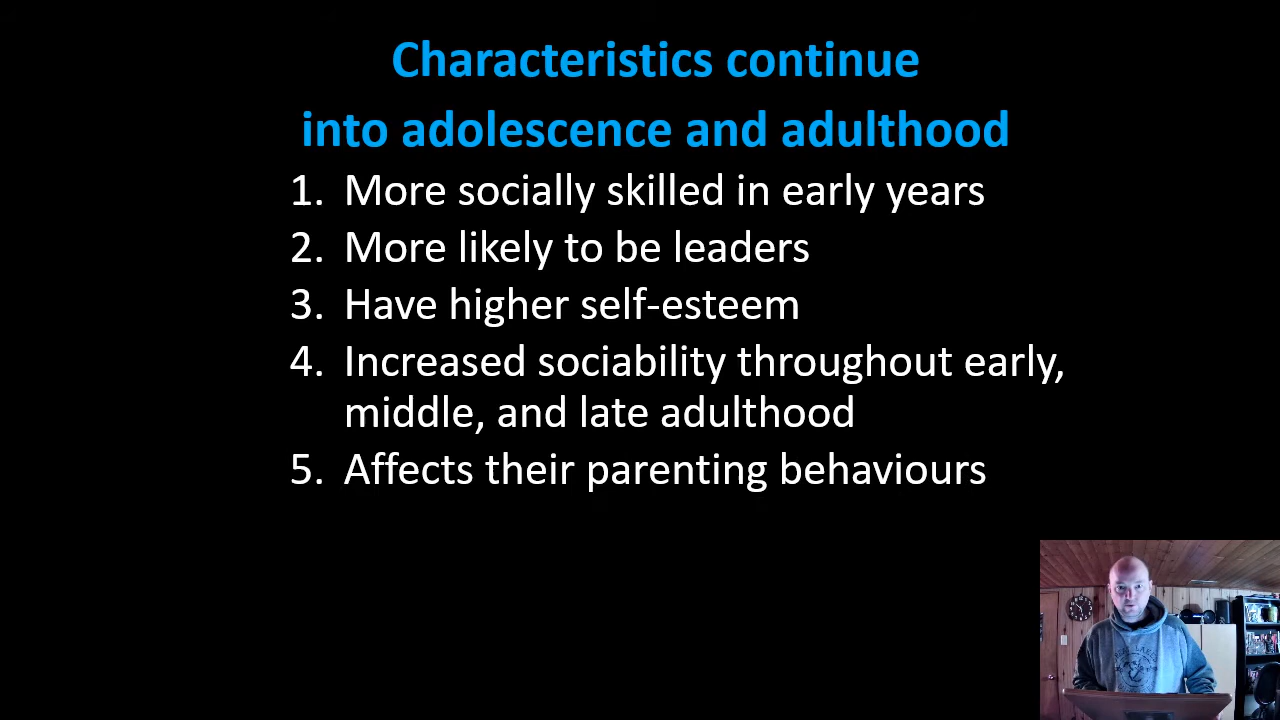 Characteristics continue
into adolescence and adulthood
1. More socially skilled in early years
2. More likely to be leaders
3. Have higher self-esteem
4. Increased sociability throughout early,
middle, and late adulthood
5. Affects their parenting behaviours